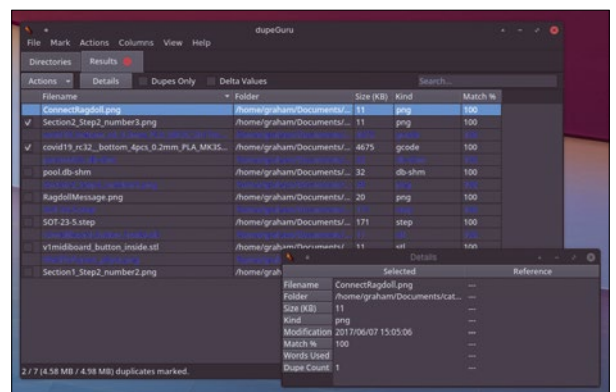 dupeGuru
File Mark Actions Columns View Help
Directories Results
Actions Details Dupes Only Delta Values Search...
Filename Folder Size (KB) Kind Match %
ConnectRagdoll.png /home/graham/Documents/... 11 png 100
Section2_Step2_number3.png /home/graham/Documents/... 11 png 100
covid19_rc32__bottom_4pcs_0.2mm_PLA_MK3S... /home/graham/Documents/... 4675 gcode 100
pool.db-shm /home/graham/Documents/... 32 db-shm 100
RagdollMessage.png /home/graham/Documents/... 20 png 100
SOT-23-5.step /home/graham/Documents/... 171 step 100
v1midiboard_button_inside.stl /home/graham/Documents/... 11 stl 100
Section1_Step2_number2.png /home/grah
Details
Selected Reference
Filename ConnectRagdoll.png ---
Folder /home/graham/Documents/cat... ---
Size (KB) 11 ---
Kind png ---
Modification 2017/06/07 15:05:06 ---
Match % 100 ---
Words Used ---
Dupe Count 1 ---
2 / 7 (4.58 MB / 4.98 MB) duplicates marked.